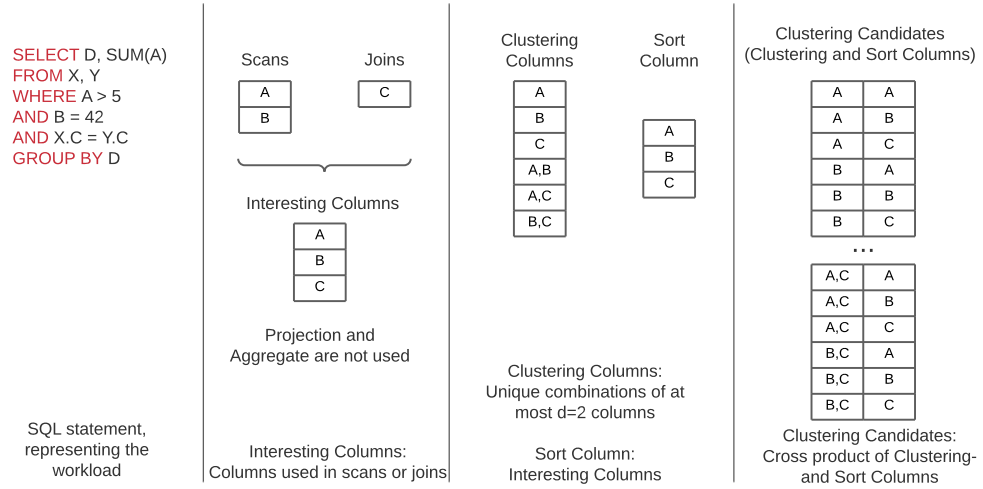 SELECT D, SUM(A)
FROM X, Y
WHERE A > 5
AND B = 42
AND X.C = Y.C
GROUP BY D
SQL statement,
representing the
workload
Scans
A
B
Joins
C
Interesting Columns
A
B
C
Projection and
Aggregate are not used
Interesting Columns:
Columns used in scans or joins
Clustering
Columns
A
B
C
A,B
A,C
B,C
Sort
Column
A
B
C
Clustering Columns:
Unique combinations of at
most d=2 columns
Sort Column:
Interesting Columns
Clustering Candidates
(Clustering and Sort Columns)
A A
A B
A C
B A
B B
B C
...
A,C A
A,C B
A,C C
B,C A
B,C B
B,C C
Clustering Candidates:
Cross product of Clustering-
and Sort Columns